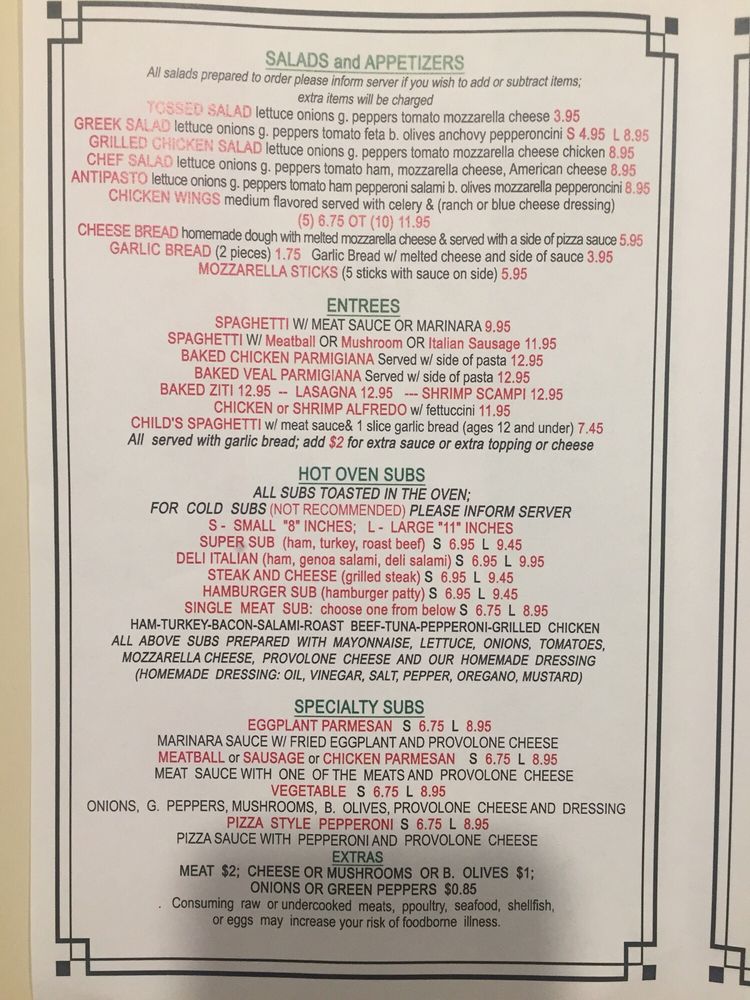 SALADS and APPETIZERS
All salads prepared to order please inform server if you wish to add or subtract items;
extra items will be charged
TOSSED SALAD lettuce onions g. peppers tomato mozzarella cheese 3.95
GREEK SALAD lettuce onions g. peppers tomato feta b. olives anchovy pepperoncini S 4.95 L 8.95
GRILLED CHICKEN SALAD lettuce onions g. peppers tomato mozzarella cheese chicken 8.95
CHEF SALAD lettuce onions g. peppers tomato ham, mozzarella cheese, American cheese 8.95
ANTIPASTO lettuce onions g. peppers tomato ham pepperoni salami b. olives mozzarella pepperoncini 8.95
CHICKEN WINGS medium flavored served with celery & (ranch or blue cheese dressing)
(5) 6.75 OT (10) 11.95
CHEESE BREAD homemade dough with melted mozzarella cheese & served with a side of pizza sauce 5.95
GARLIC BREAD (2 pieces) 1.75 Garlic Bread w/ melted cheese and side of sauce 3.95
MOZZARELLA STICKS (5 sticks with sauce on side) 5.95
ENTREES
SPAGHETTI W/ MEAT SAUCE OR MARINARA 9.95
SPAGHETTI W/ Meatball OR Mushroom OR Italian Sausage 11.95
BAKED CHICKEN PARMIGIANA Served w/ side of pasta 12.95
BAKED VEAL PARMIGIANA Served w/ side of pasta 12.95
BAKED ZITI 12.95 -- LASAGNA 12.95 --- SHRIMP SCAMPI 12.95
CHICKEN or SHRIMP ALFREDO w/ fettuccini 11.95
CHILD'S SPAGHETTI w/ meat sauce& 1 slice garlic bread (ages 12 and under) 7.45
All served with garlic bread; add $2 for extra sauce or extra topping or cheese
HOT OVEN SUBS
ALL SUBS TOASTED IN THE OVEN;
FOR COLD SUBS (NOT RECOMMENDED) PLEASE INFORM SERVER
S - SMALL "8" INCHES; L - LARGE "11" INCHES
SUPER SUB (ham, turkey, roast beef) S 6.95 L 9.45
DELI ITALIAN (ham, genoa salami, deli salami) S 6.95 L 9.95
STEAK AND CHEESE (grilled steak) S 6.95 L 9.45
HAMBURGER SUB (hamburger patty) S 6.95 L 9.45
SINGLE MEAT SUB: choose one from below S 6.75 L 8.95
HAM-TURKEY-BACON-SALAMI-ROAST BEEF-TUNA-PEPPERONI-GRILLED CHICKEN
ALL ABOVE SUBS PREPARED WITH MAYONNAISE, LETTUCE, ONIONS, TOMATOES,
MOZZARELLA CHEESE, PROVOLONE CHEESE AND OUR HOMEMADE DRESSING
(HOMEMADE DRESSING: OIL, VINEGAR, SALT, PEPPER, OREGANO, MUSTARD)
SPECIALTY SUBS
EGGPLANT PARMESAN S 6.75 L 8.95
MARINARA SAUCE W/ FRIED EGGPLANT AND PROVOLONE CHEESE
MEATBALL or SAUSAGE or CHICKEN PARMESAN S 6.75 L 8.95
MEAT SAUCE WITH ONE OF THE MEATS AND PROVOLONE CHEESE
VEGETABLE S 6.75 L 8.95
ONIONS, G. PEPPERS, MUSHROOMS, B. OLIVES, PROVOLONE CHEESE AND DRESSING
PIZZA STYLE PEPPERONI S 6.75 L 8.95
PIZZA SAUCE WITH PEPPERONI AND PROVOLONE CHEESE
EXTRAS
MEAT $2; CHEESE OR MUSHROOMS OR B. OLIVES $1;
ONIONS OR GREEN PEPPERS $0.85
. Consuming raw or undercooked meats, ppoultry, seafood, shellfish,
or eggs may increase your risk of foodborne illness.